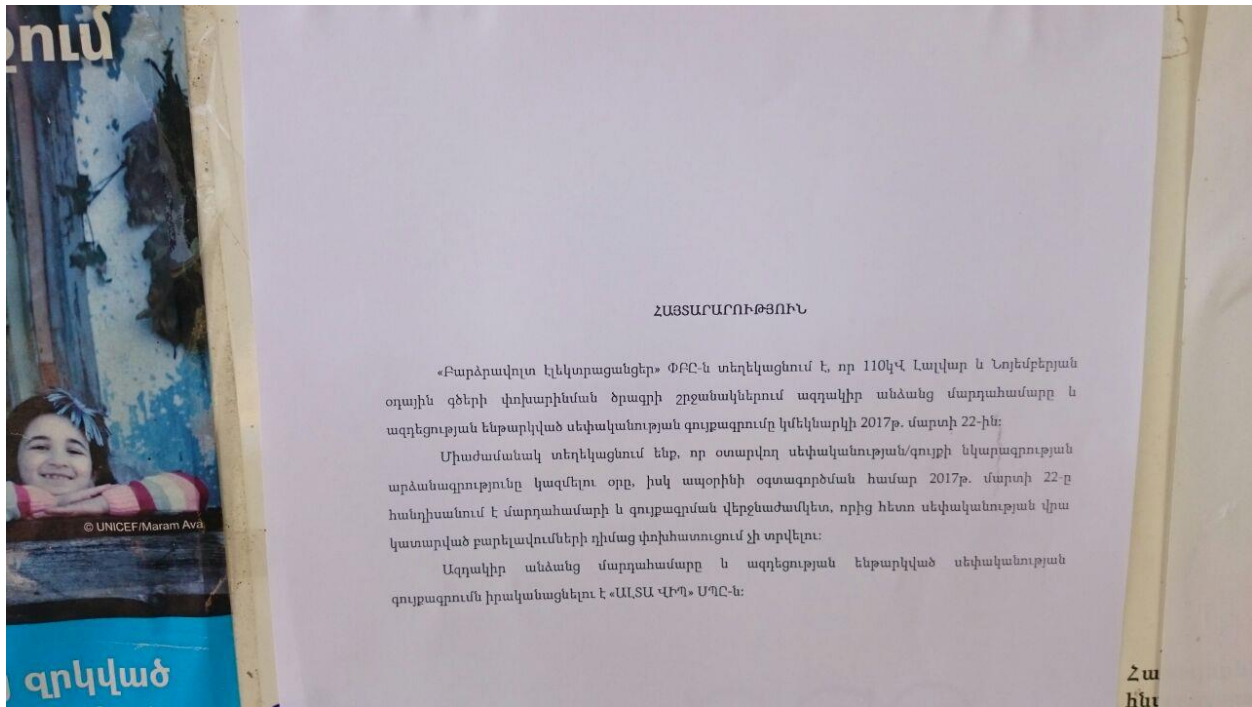 ՀԱՅՏԱՐԱՐՈՒԹՅՈՒՆ
«Բարձրավոլտ էլեկտրացանցեր» ՓԲԸ-ն տեղեկացնում է, որ 110կՎ Լալվար և Նոյեմբերյան
օդային գծերի փոխարինման ծրագրի շրջանակներում ազդակիր անձանց մարդահամարը և
ազդեցության ենթարկված սեփականության գույքագրումը կմեկնարկի 2017թ. մարտի 22-ին:
Միաժամանակ տեղեկացնում ենք, որ օտարվող սեփականության/գույքի նկարագրության
արձանագրությունը կազմելու օրը, իսկ ապօրինի օգտագործման համար 2017թ. մարտի 22-ը
հանդիսանում է մարդահամարի և գույքագրման վերջնաժամկետ, որից հետո սեփականության վրա
կատարված բարելավումների դիմաց փոխհատուցում չի տրվելու:
Ազդակիր անձանց մարդահամարը և ազդեցության ենթարկված սեփականության
գույքագրումն իրականացնելու է «ԱԼՏԱ ՎԻՊ» ՍՊԸ-ն:
© UNICEF/Maram Ava
զրկված
Հա